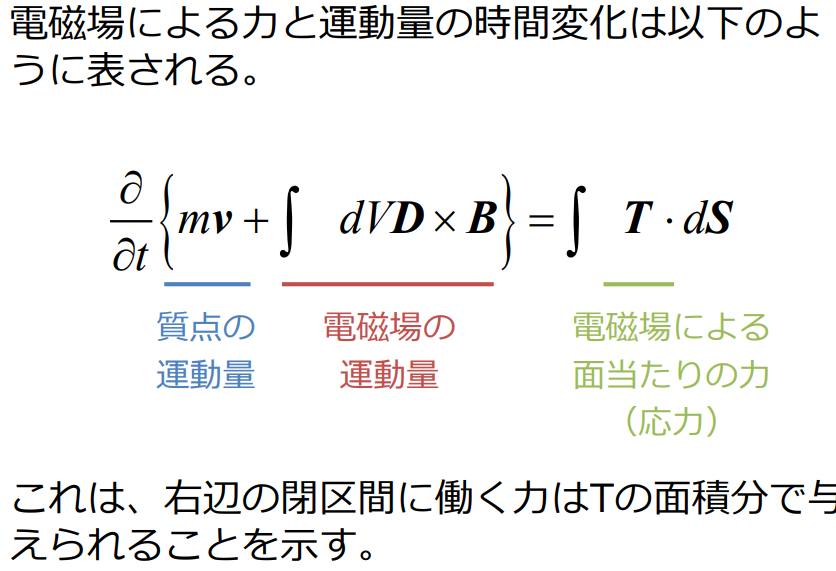 電磁場による力と運動量の時間変化は以下のよ
うに表される。
∂/∂t { mv + ∫ dVD × B } = ∫ T · dS
質点の 電磁場の 電磁場による
運動量 運動量 面当たりの力
（応力）
これは、右辺の閉区間に働く力はTの面積分で与
えられることを示す。